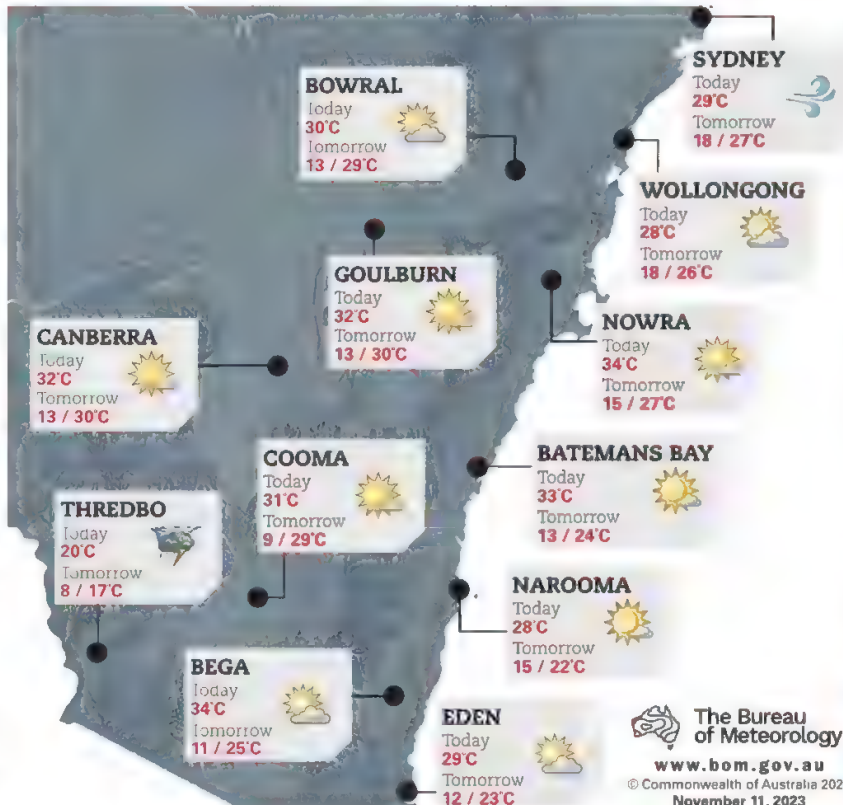 SYDNEY
Today
29°C
Tomorrow
18 / 27°C
BOWRAL
Today
30°C
Tomorrow
13 / 29°C
WOLLONGONG
Today
28°C
Tomorrow
18 / 26°C
GOULBURN
Today
32°C
Tomorrow
13 / 30°C
NOWRA
Today
34°C
Tomorrow
15 / 27°C
CANBERRA
Today
32°C
Tomorrow
13 / 30°C
COOMA
Today
31°C
Tomorrow
9 / 29°C
BATEMANS BAY
Today
33°C
Tomorrow
13 / 24°C
THREDBO
Today
20°C
Tomorrow
8 / 17°C
NAROOMA
Today
28°C
Tomorrow
15 / 22°C
BEGA
Today
34°C
Tomorrow
11 / 25°C
EDEN
Today
29°C
Tomorrow
12 / 23°C
The Bureau
of Meteorology
www.bom.gov.au
© Commonwealth of Australia 202
November 11, 2023